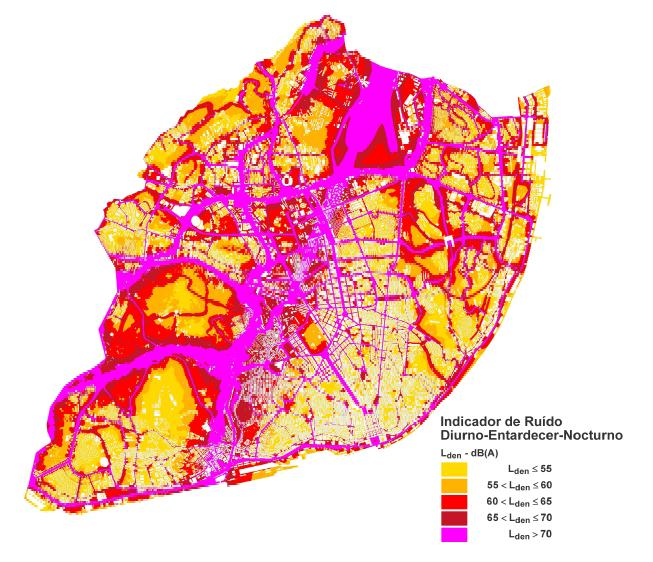 Indicador de Ruído
Diurno-Entardecer-Nocturno
Lden - dB(A)
Lden ≤ 55
55 < Lden ≤ 60
60 < Lden ≤ 65
65 < Lden ≤ 70
Lden > 70